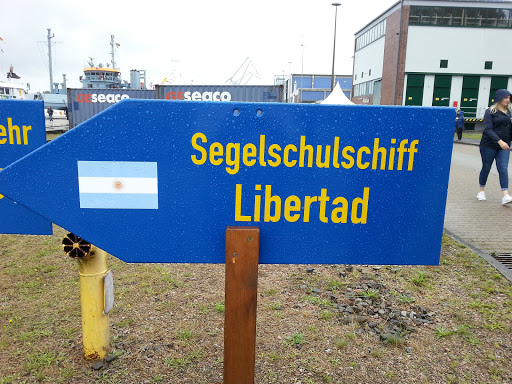 seaco
seaco
ehr
Segelschulschiff
Libertad